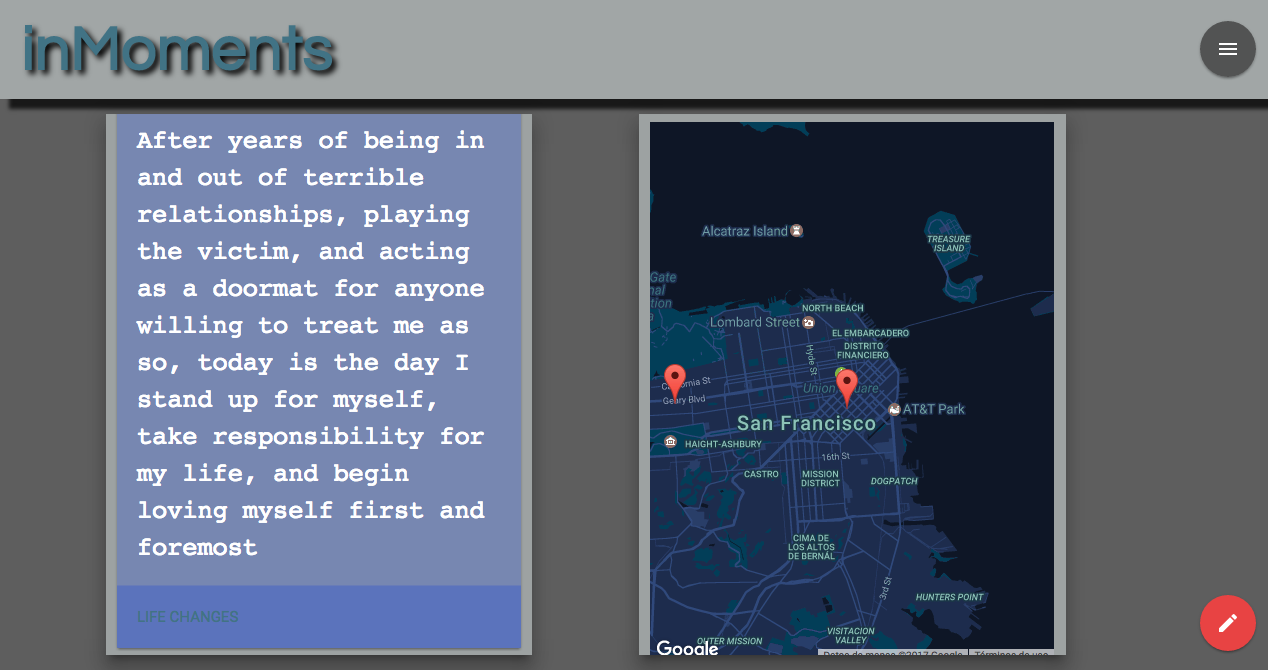 inMoments
After years of being in
and out of terrible
relationships, playing
the victim, and acting
as a doormat for anyone
willing to treat me as
so, today is the day I
stand up for myself,
take responsibility for
my life, and begin
loving myself first and
foremost
LIFE CHANGES
Alcatraz Island
TREASURE
ISLAND
Gate
NORTH BEACH
Lombard Street
EL EMBARCADERO
DISTRITO
FINANCIERO
Hyde St
California St
Geary Blvd
Union Square
AT&T Park
San Francisco
HAIGHT-ASHBURY
16th St
CASTRO
MISSION
DISTRICT
DOGPATCH
CIMA DE
LOS ALTOS
DE BERNAL
3rd St
HUNTERS POINT
VISITACION
VALLEY
OUTER MISSION
Google
Datos de mapas ©2017 Google
Términos de uso